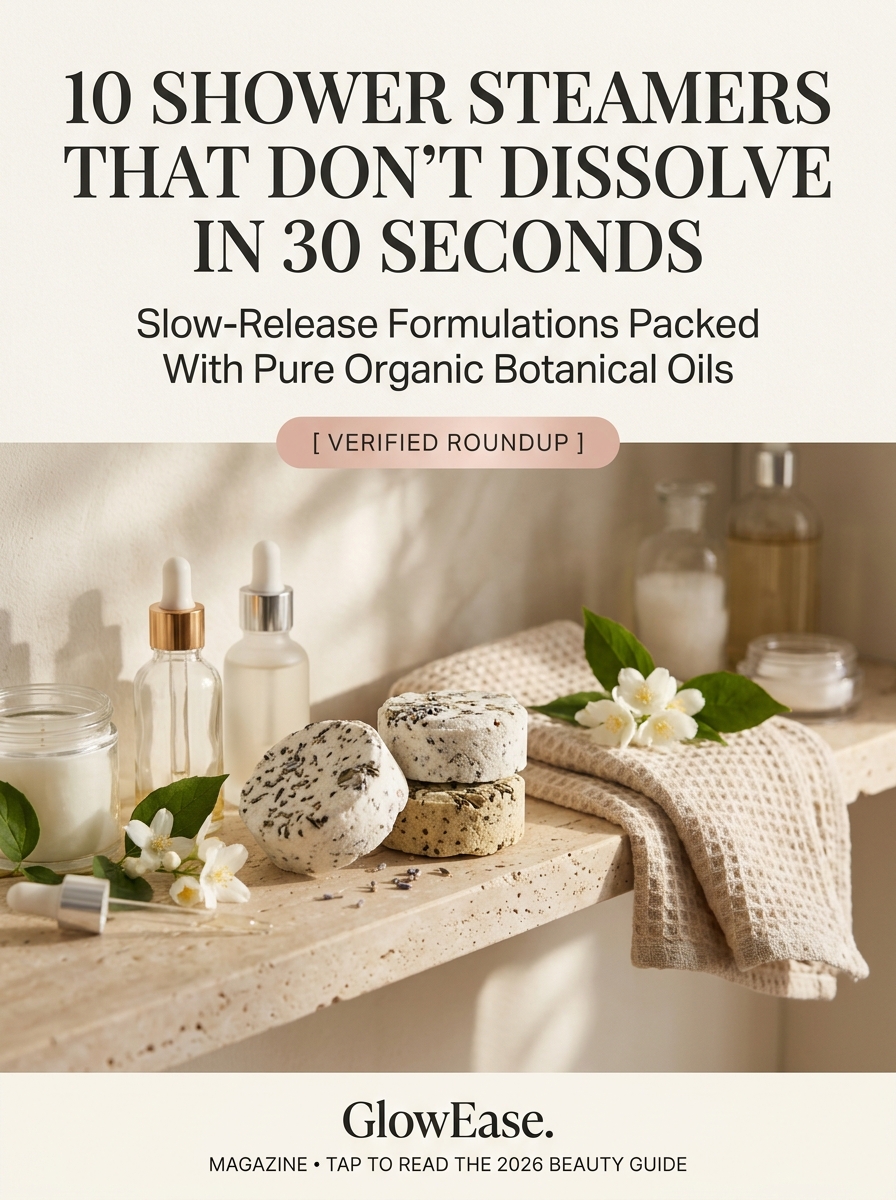 10 SHOWER STEAMERS
THAT DON’T DISSOLVE
IN 30 SECONDS
Slow-Release Formulations Packed
With Pure Organic Botanical Oils
[ VERIFIED ROUNDUP ]
GlowEase.
MAGAZINE • TAP TO READ THE 2026 BEAUTY GUIDE